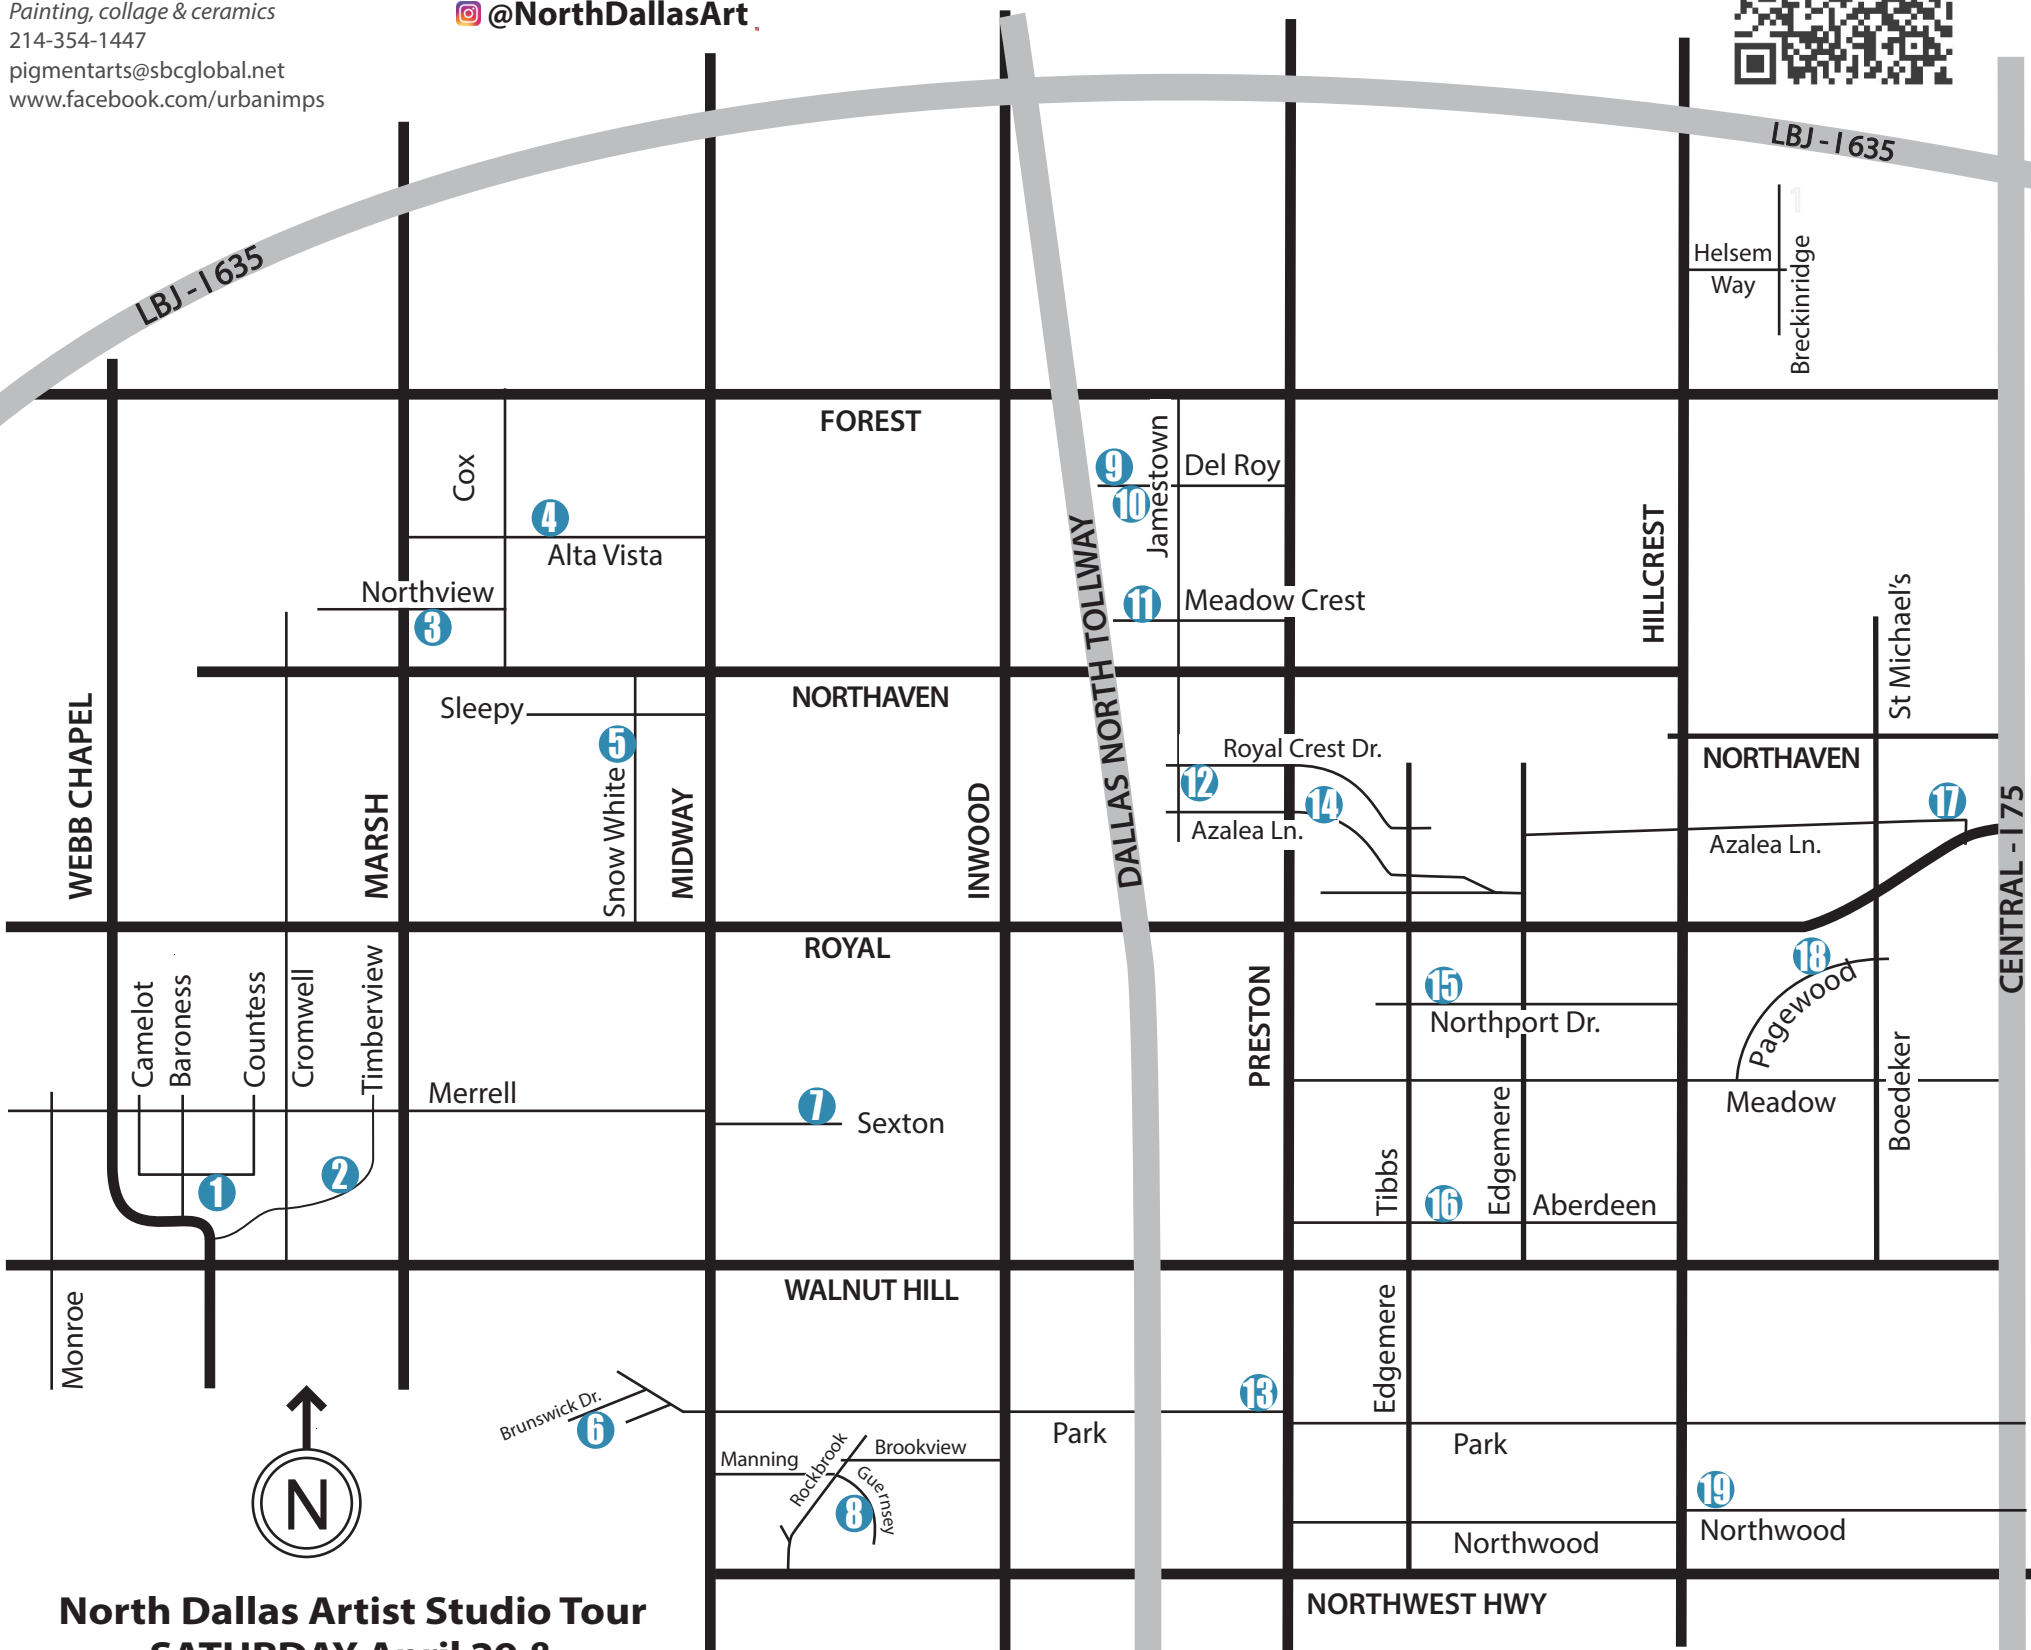 Painting, collage & ceramics
214-354-1447
pigmentarts@sbcglobal.net
www.facebook.com/urbanimps
@NorthDallasArt
LBJ - I 635
LBJ - I 635
1
Helsem
Way
Breckinridge
FOREST
Cox
Jamestown
9
Del Roy
10
4
Alta Vista
HILLCREST
Northview
3
11
Meadow Crest
St Michael's
DALLAS NORTH TOLLWAY
NORTHAVEN
Sleepy
5
Snow White
WEBB CHAPEL
MARSH
MIDWAY
INWOOD
Royal Crest Dr.
12
14
Azalea Ln.
NORTHAVEN
17
Azalea Ln.
CENTRAL - I 75
ROYAL
Camelot
Baroness
Countess
Cromwell
Timberview
PRESTON
15
Northport Dr.
18
Pagewood
Merrell
7
Sexton
Meadow
Boedeker
1
2
Tibbs
16
Edgemere
Aberdeen
WALNUT HILL
Monroe
Edgemere
13
Brunswick Dr.
6
Park
Park
Manning
Rockbrook
Brookview
Guernsey
8
19
Northwood
Northwood
N
NORTHWEST HWY
North Dallas Artist Studio Tour
SATURDAY April 29 &